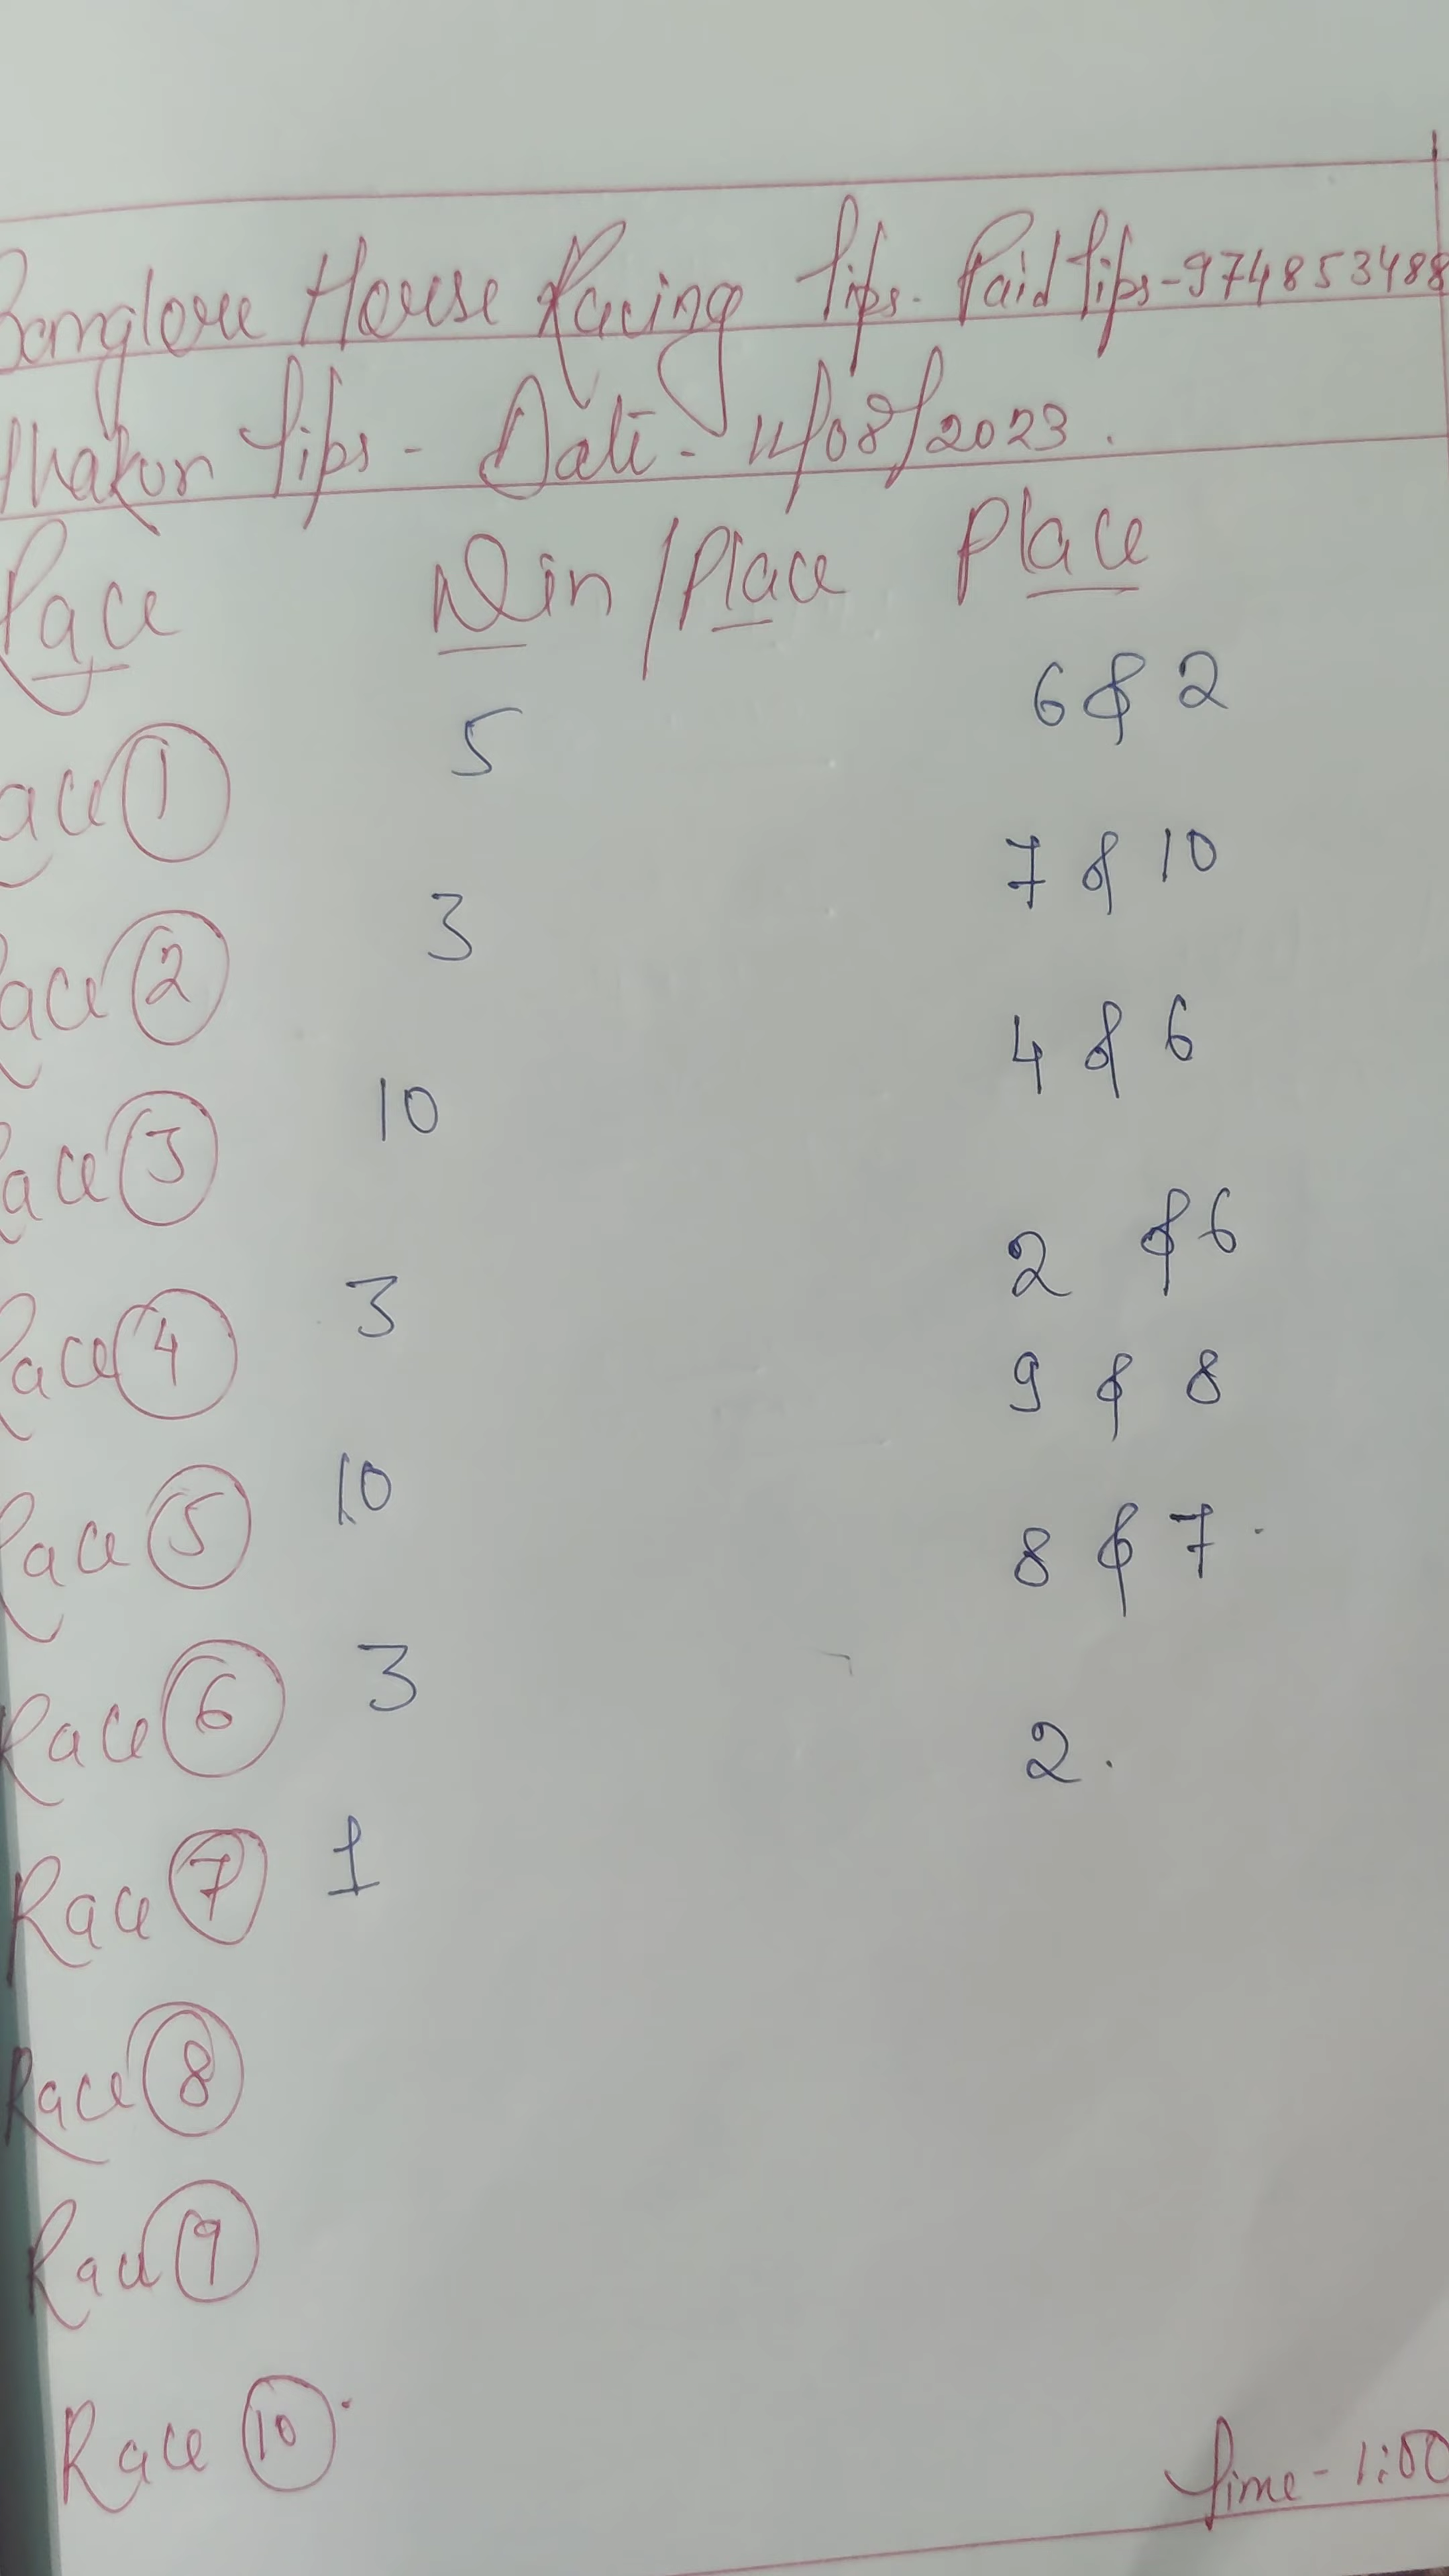 Banglore Horse Racing Tips. Paid Tips-974853488
Thakur Tips - Date - 11/08/2023.
Race Win/Place Place
Race 1 5 6 & 2
Race 2 3 7 & 10
Race 3 10 4 & 6
Race 4 3 2 & 6
Race 5 10 9 & 8
Race 6 3 8 & 7.
Race 7 1 2.
Race 8
Race 9
Race 10.
Time - 1:00